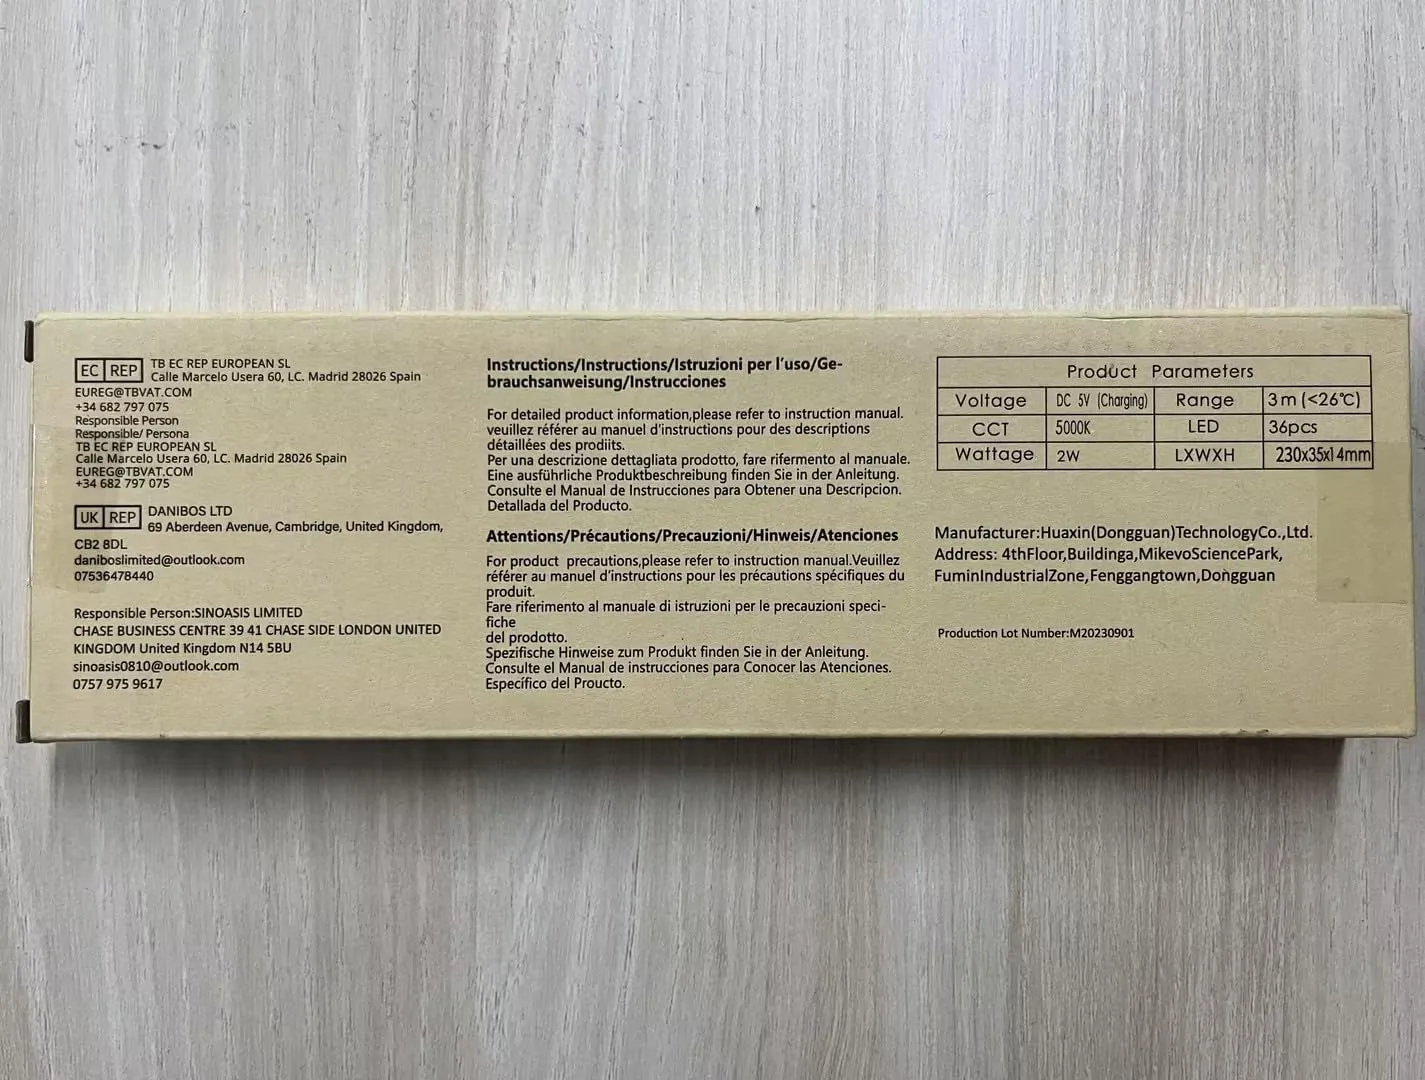 EC REP TB EC REP EUROPEAN SL
Calle Marcelo Usera 60, LC. Madrid 28026 Spain
EUREG@TBVAT.COM
+34 682 797 075
Responsible Person
Responsible/ Persona
TB EC REP EUROPEAN SL
Calle Marcelo Usera 60, LC. Madrid 28026 Spain
EUREG@TBVAT.COM
+34 682 797 075
UK REP DANIBOS LTD
69 Aberdeen Avenue, Cambridge, United Kingdom,
CB2 8DL
daniboslimited@outlook.com
07536478440
Responsible Person:SINOASIS LIMITED
CHASE BUSINESS CENTRE 39 41 CHASE SIDE LONDON UNITED
KINGDOM United Kingdom N14 5BU
sinoasis0810@outlook.com
0757 975 9617
Instructions/Instructions/Istruzioni per l'uso/Ge-
brauchsanweisung/Instrucciones
For detailed product information,please refer to instruction manual.
veuillez référer au manuel d'instructions pour des descriptions
détaillées des prodiits.
Per una descrizione dettagliata prodotto, fare rifermento al manuale.
Eine ausführliche Produktbeschreibung finden Sie in der Anleitung.
Consulte el Manual de Instrucciones para Obtener una Descripcion.
Detallada del Producto.
Attentions/Précautions/Precauzioni/Hinweis/Atenciones
For product precautions,please refer to instruction manual.Veuillez
référer au manuel d'instructions pour les précautions spécifiques du
produit.
Fare riferimento al manuale di istruzioni per le precauzioni speci-
fiche
del prodotto.
Spezifische Hinweise zum Produkt finden Sie in der Anleitung.
Consulte el Manual de instrucciones para Conocer las Atenciones.
Específico del Proucto.
Product Parameters
Voltage DC 5V (Charging) Range 3m(<26℃)
CCT 5000K LED 36pcs
Wattage 2W LXWXH 230x35x14mm
Manufacturer:Huaxin(Dongguan)TechnologyCo.,Ltd.
Address: 4thFloor,Buildinga,MikevoSciencePark,
FuminIndustrialZone,Fenggangtown,Dongguan
Production Lot Number:M20230901